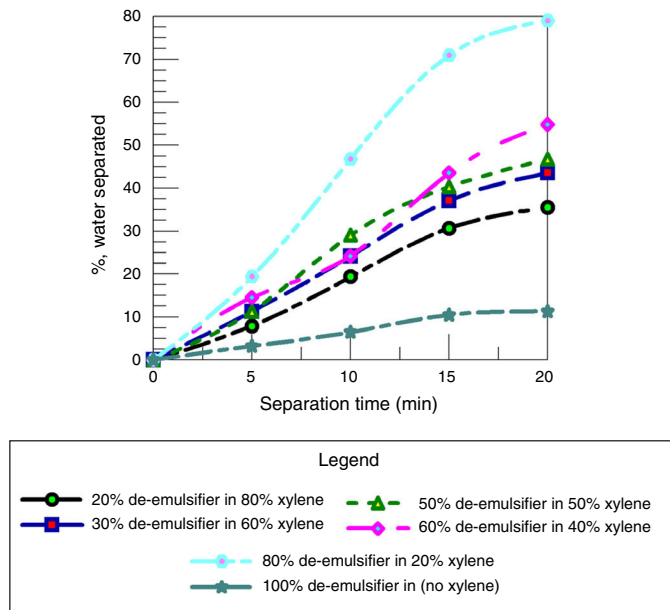 80
70
60
50
40
30
20
10
0
%, water separated
0 5 10 15 20
Separation time (min)
Legend
20% de-emulsifier in 80% xylene
30% de-emulsifier in 60% xylene
50% de-emulsifier in 50% xylene
60% de-emulsifier in 40% xylene
80% de-emulsifier in 20% xylene
100% de-emulsifier in (no xylene)